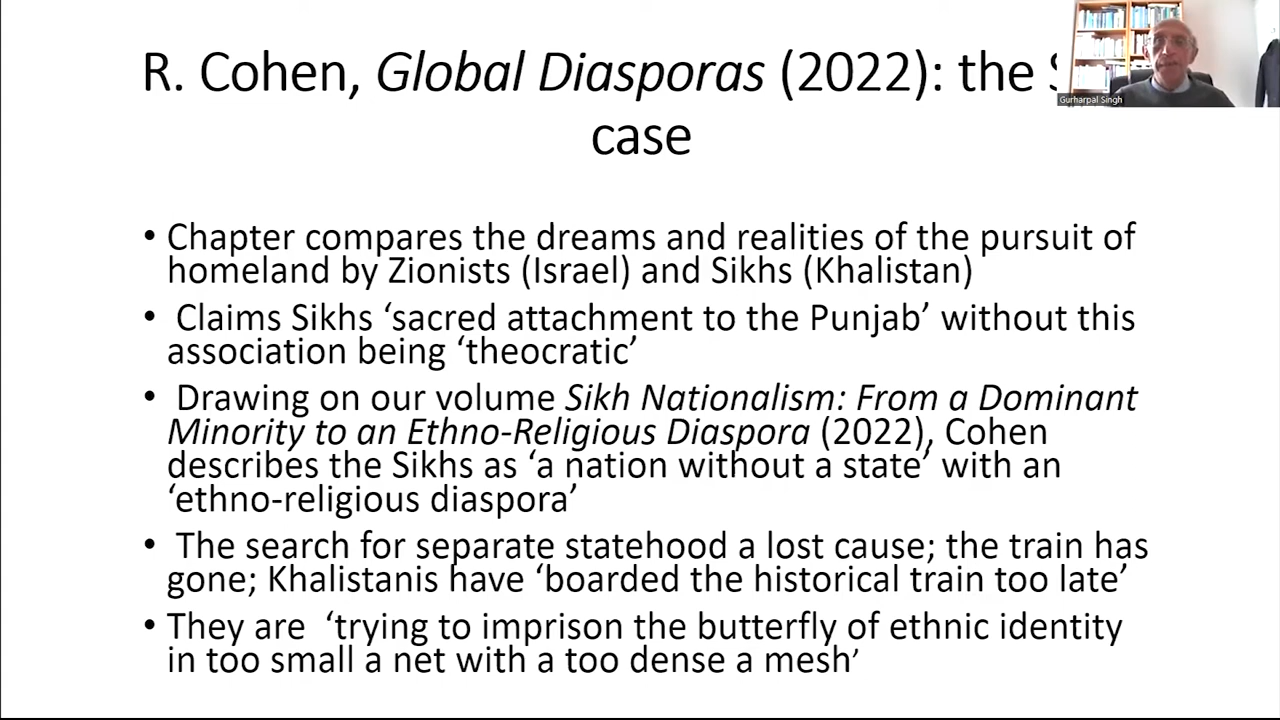 R. Cohen, Global Diasporas (2022): the
case
Gurharpal Singh
• Chapter compares the dreams and realities of the pursuit of
homeland by Zionists (Israel) and Sikhs (Khalistan)
• Claims Sikhs ‘sacred attachment to the Punjab’ without this
association being ‘theocratic’
• Drawing on our volume Sikh Nationalism: From a Dominant
Minority to an Ethno-Religious Diaspora (2022), Cohen
describes the Sikhs as ‘a nation without a state’ with an
‘ethno-religious diaspora’
• The search for separate statehood a lost cause; the train has
gone; Khalistanis have ‘boarded the historical train too late’
• They are ‘trying to imprison the butterfly of ethnic identity
in too small a net with a too dense a mesh’